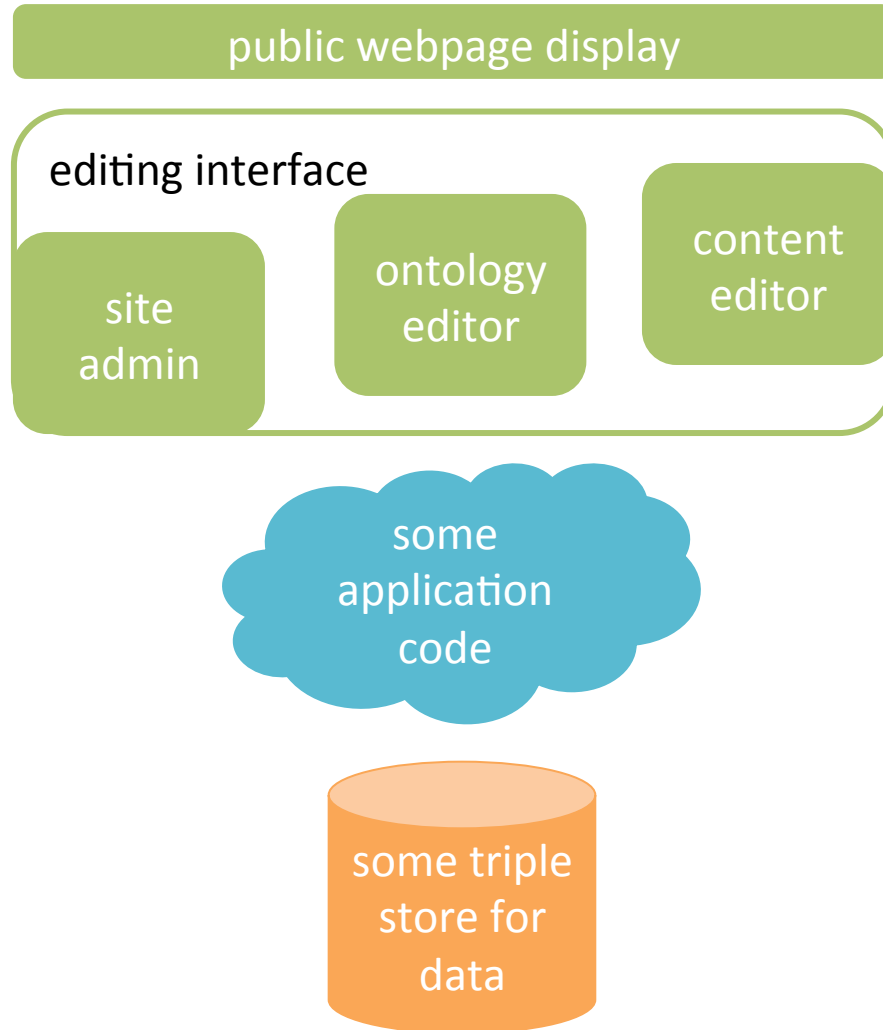 public webpage display
editing interface
site
admin
ontology
editor
content
editor
some
application
code
some triple
store for
data